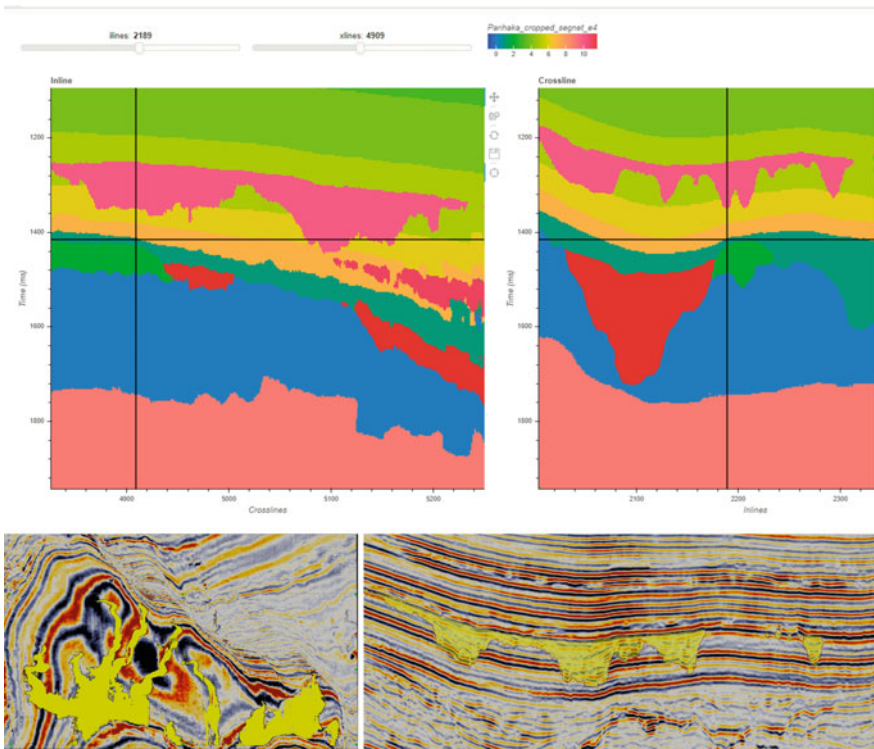 ilines: 2189
xlines: 4909
Parihaka_cropped_segnet_e4
0 2 4 6 8 10
Inline
Crossline
1200
1400
1600
1800
Time (ms)
4900 5000 5100 5200
Crosslines
1200
1400
1600
1800
Time (ms)
2100 2200 2300
Inlines